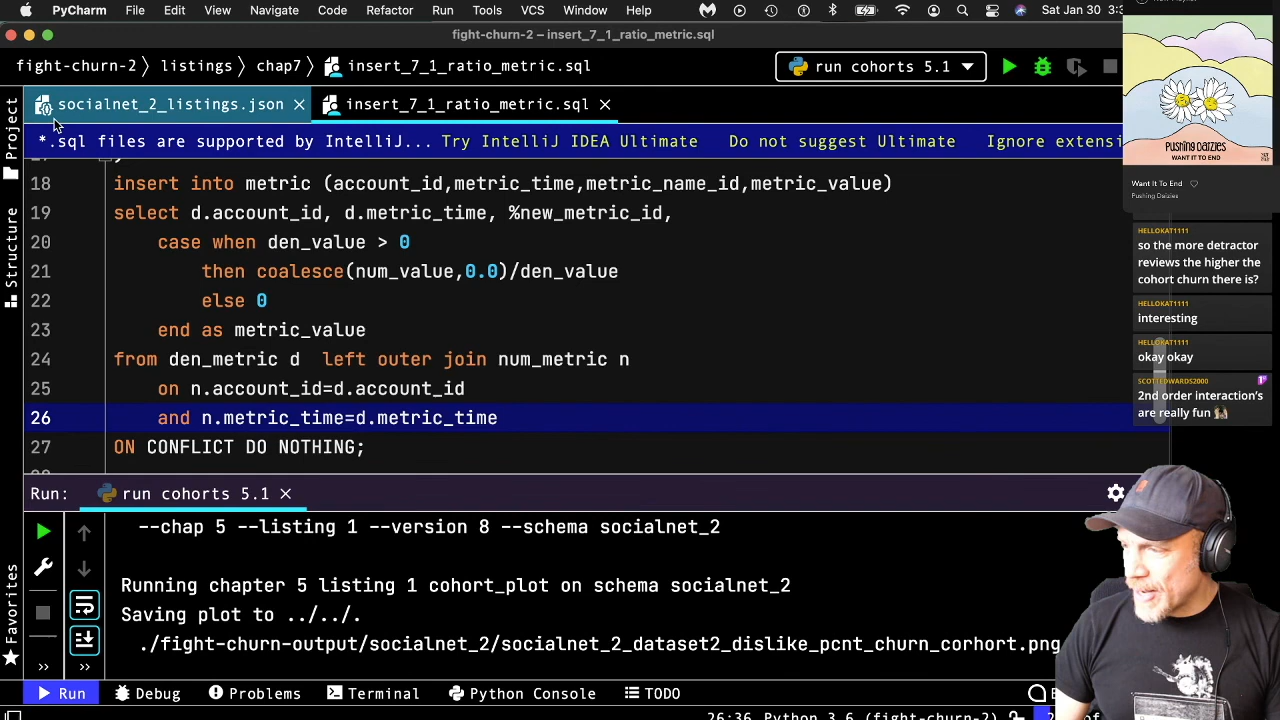 PyCharm File Edit View Navigate Code Refactor Run Tools VCS Window Help Sat Jan 30
fight-churn-2 – insert_7_1_ratio_metric.sql
fight-churn-2 listings chap7 insert_7_1_ratio_metric.sql run cohorts 5.1
socialnet_2_listings.json insert_7_1_ratio_metric.sql
*.sql files are supported by IntelliJ... Try IntelliJ IDEA Ultimate Do not suggest Ultimate Ignore extensi
18 insert into metric (account_id,metric_time,metric_name_id,metric_value)
19 select d.account_id, d.metric_time, %new_metric_id,
20 case when den_value > 0
21 then coalesce(num_value,0.0)/den_value
22 else 0
23 end as metric_value
24 from den_metric d left outer join num_metric n
25 on n.account_id=d.account_id
26 and n.metric_time=d.metric_time
27 ON CONFLICT DO NOTHING;
Run: run cohorts 5.1
--chap 5 --listing 1 --version 8 --schema socialnet_2
Running chapter 5 listing 1 cohort_plot on schema socialnet_2
Saving plot to ../../.
./fight-churn-output/socialnet_2/socialnet_2_dataset2_dislike_pcnt_churn_corhort.png
Run Debug Problems Terminal Python Console TODO
26:36 Python 3.6 (fight-churn-2)
Project
Structure
Favorites
PUSHING DAIZIES
WANT IT TO END
Want It To End
Pushing Daizies
HELLOKAT1111
so the more detractor
reviews the higher the
cohort churn there is?
HELLOKAT1111
interesting
HELLOKAT1111
okay okay
SCOTTEDWARDS2000
2nd order interaction's
are really fun